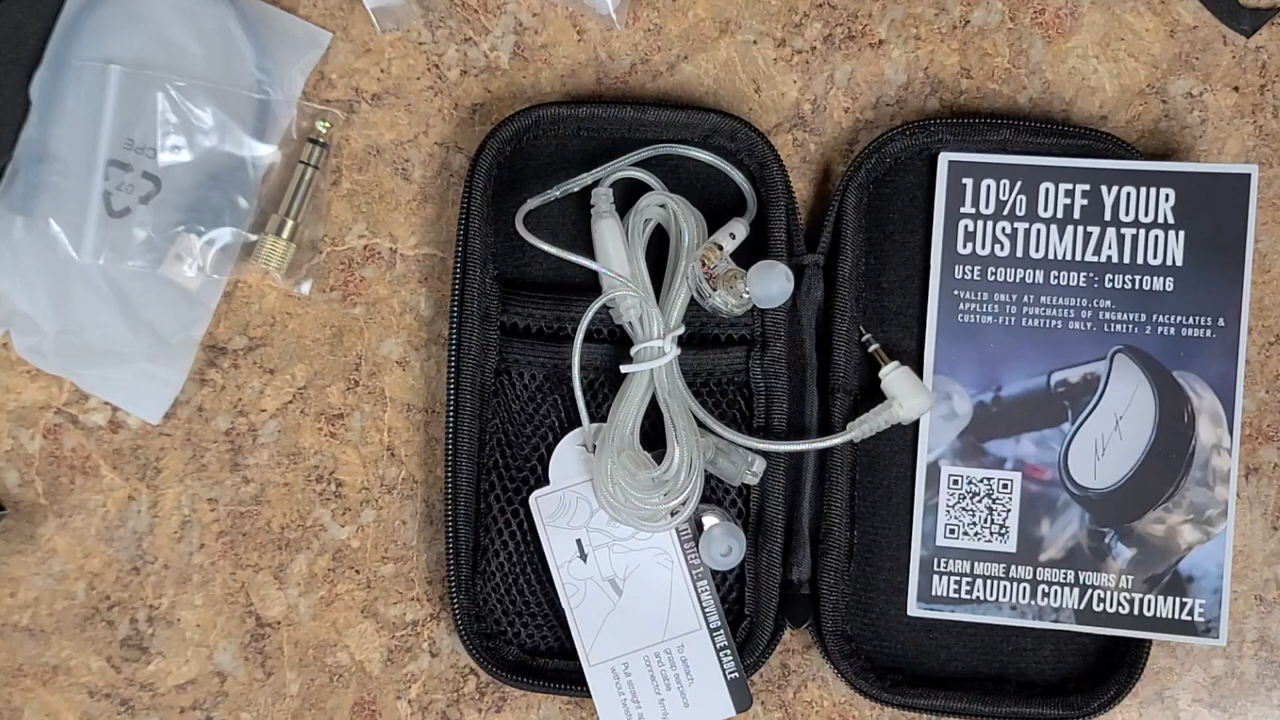 CPE
07
10% OFF YOUR
CUSTOMIZATION
USE COUPON CODE*: CUSTOM6
*VALID ONLY AT MEEAUDIO.COM.
APPLIES TO PURCHASES OF ENGRAVED FACEPLATES &
CUSTOM-FIT EARTIPS ONLY. LIMIT: 2 PER ORDER.
LEARN MORE AND ORDER YOURS AT
MEEAUDIO.COM/CUSTOMIZE
STEP 1: REMOVING THE CABLE
To detach,
grasp earpiece
and cable
connector firmly
Pull straight
without